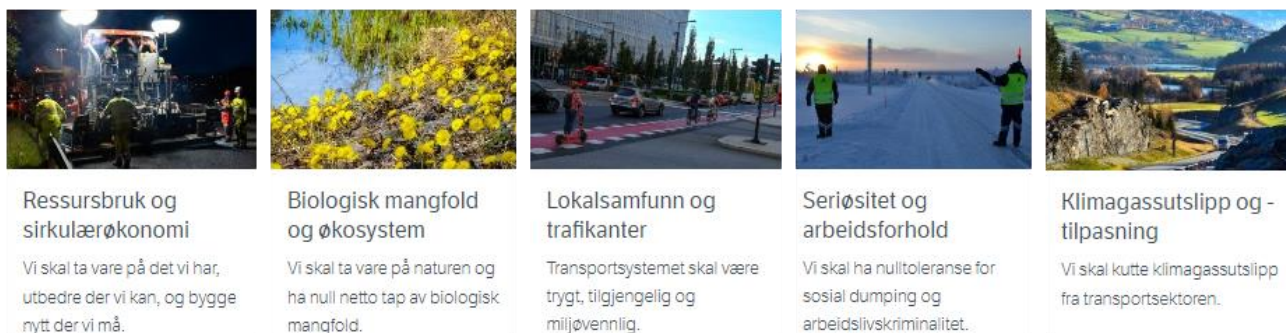 Ressursbruk og
sirkulærøkonomi
Vi skal ta vare på det vi har,
utbedre der vi kan, og bygge
nytt der vi må.
Biologisk mangfold
og økosystem
Vi skal ta vare på naturen og
ha null netto tap av biologisk
mangfold.
Lokalsamfunn og
trafikanter
Transportsystemet skal være
trygt, tilgjengelig og
miljøvennlig.
Seriøsitet og
arbeidsforhold
Vi skal ha nulltoleranse for
sosial dumping og
arbeidslivskriminalitet.
Klimagassutslipp og -
tilpasning
Vi skal kutte klimagassutslipp
fra transportsektoren.